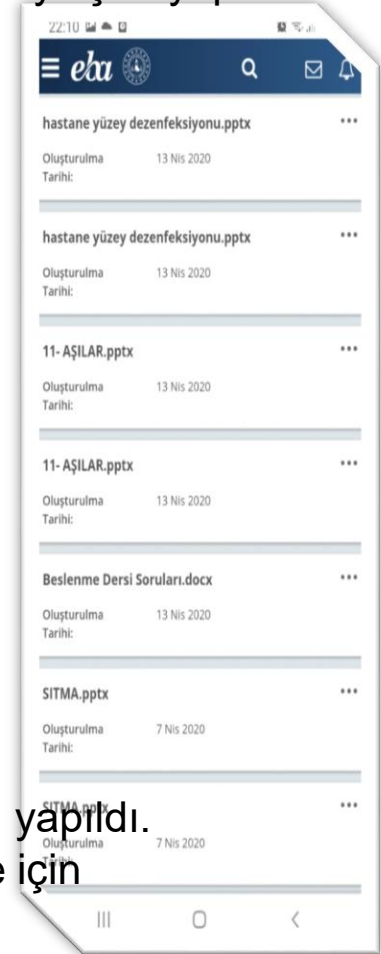 22:10
eba
hastane yüzey dezenfeksiyonu.pptx
Oluşturulma 13 Nis 2020
Tarihi:
hastane yüzey dezenfeksiyonu.pptx
Oluşturulma 13 Nis 2020
Tarihi:
11- AŞILAR.pptx
Oluşturulma 13 Nis 2020
Tarihi:
11- AŞILAR.pptx
Oluşturulma 13 Nis 2020
Tarihi:
Beslenme Dersi Soruları.docx
Oluşturulma 13 Nis 2020
Tarihi:
SITMA.pptx
Oluşturulma 7 Nis 2020
Tarihi:
SITMA.pptx
yapıldı.
Oluşturulma 7 Nis 2020
Tarihi:
için